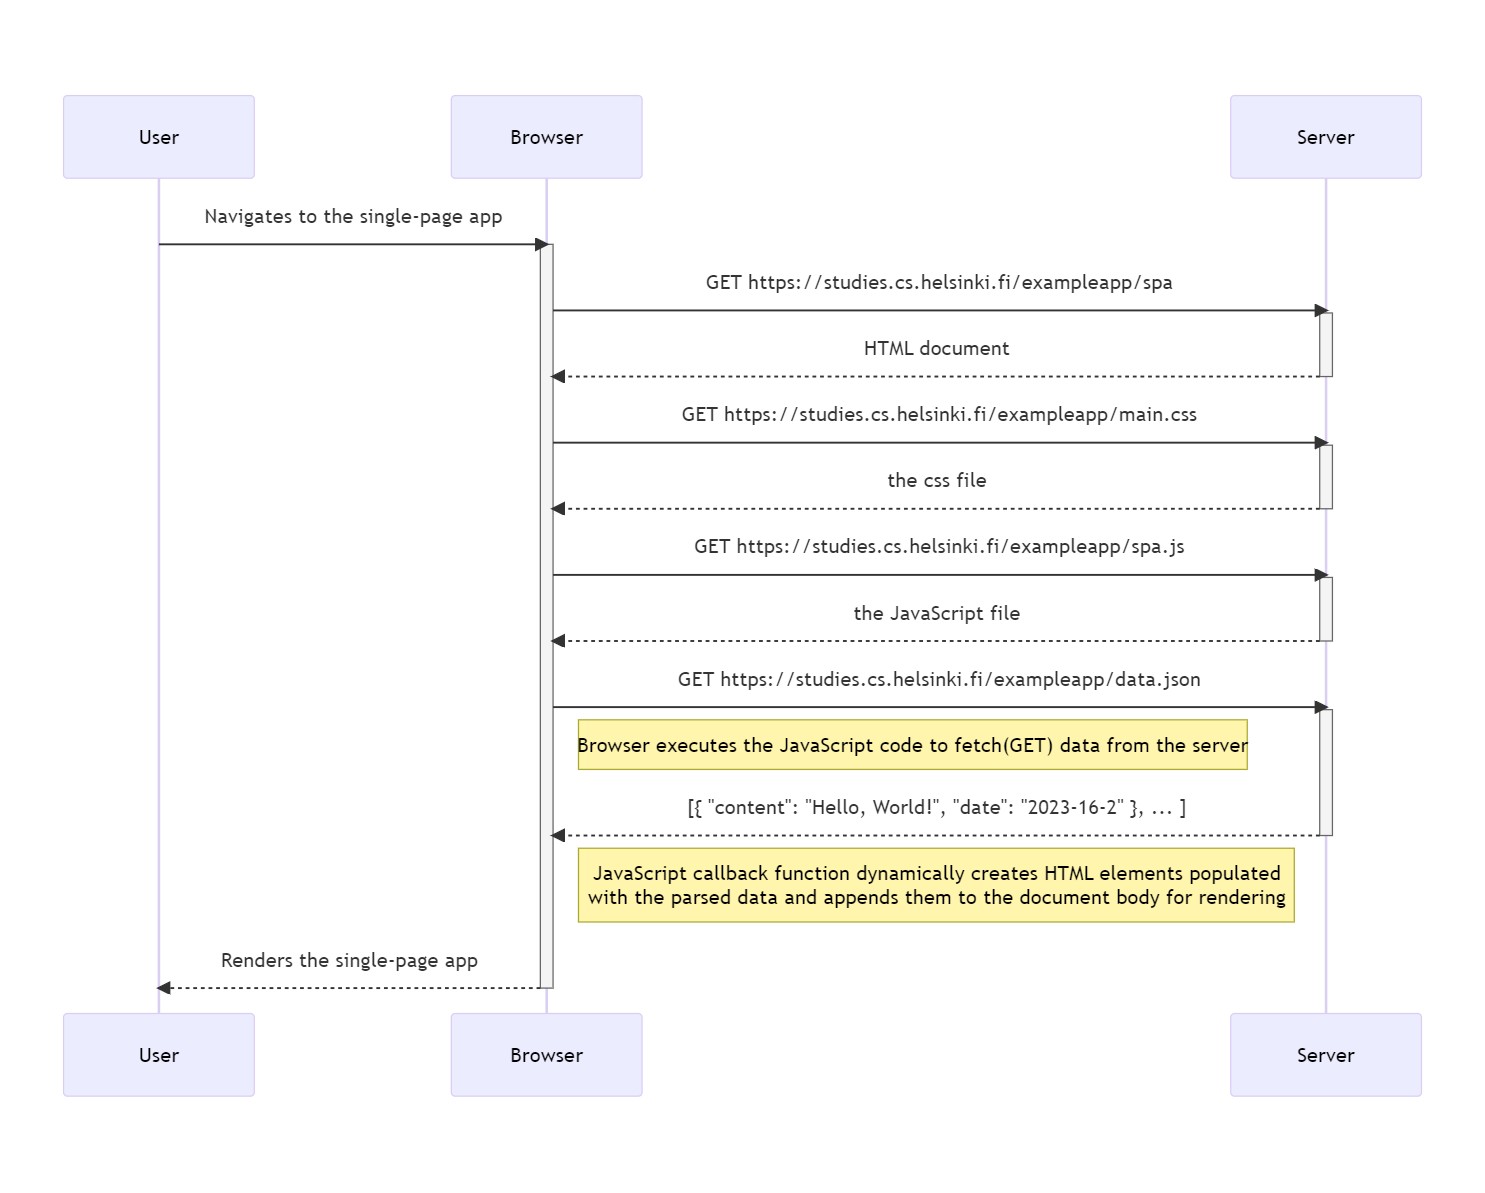 User
Browser
Server
Navigates to the single-page app
GET https://studies.cs.helsinki.fi/exampleapp/spa
HTML document
GET https://studies.cs.helsinki.fi/exampleapp/main.css
the css file
GET https://studies.cs.helsinki.fi/exampleapp/spa.js
the JavaScript file
GET https://studies.cs.helsinki.fi/exampleapp/data.json
Browser executes the JavaScript code to fetch(GET) data from the server
[{ "content": "Hello, World!", "date": "2023-16-2" }, ... ]
JavaScript callback function dynamically creates HTML elements populated
with the parsed data and appends them to the document body for rendering
Renders the single-page app
User
Browser
Server